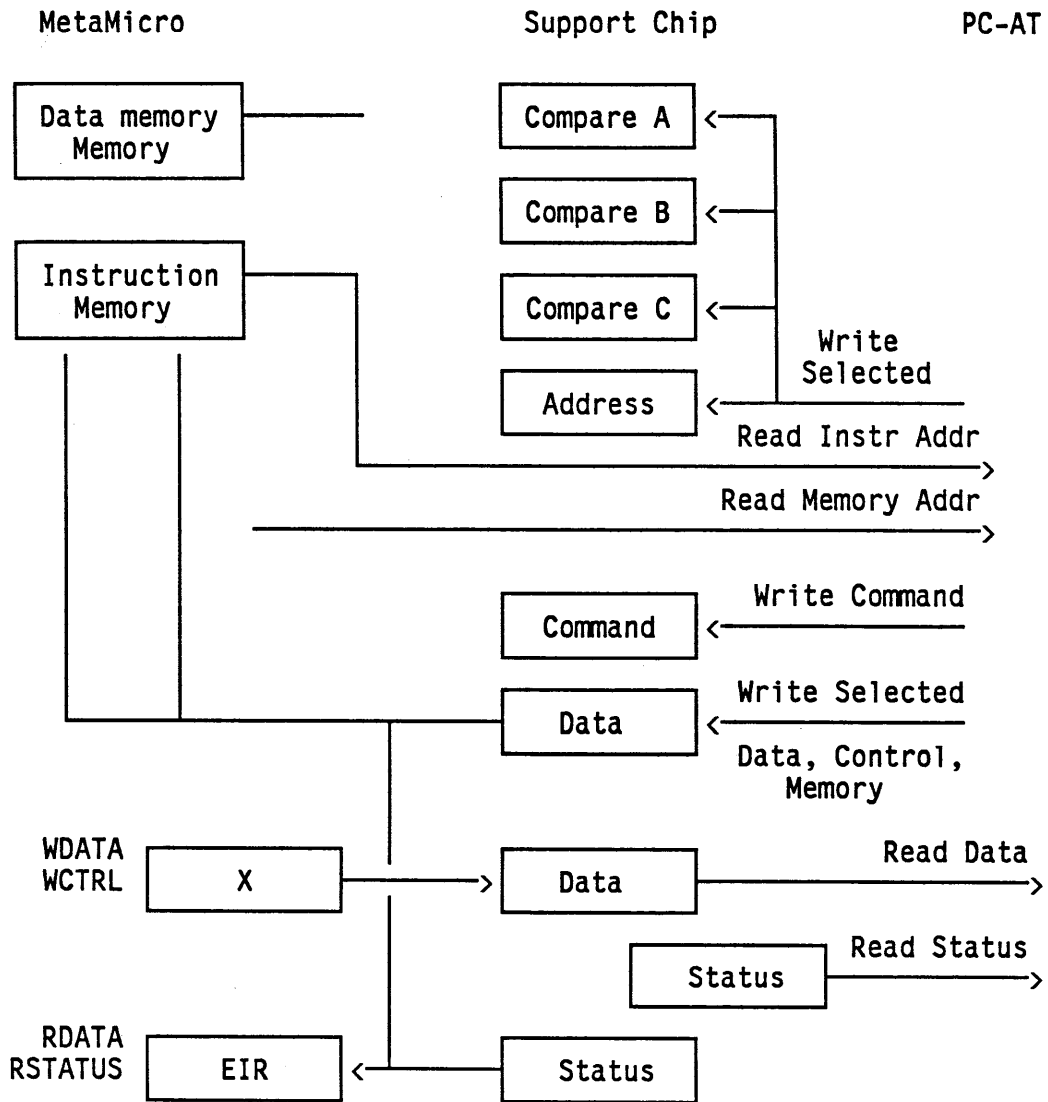 MetaMicro
Support Chip
PC-AT
Data memory
Memory
Compare A
Compare B
Instruction
Memory
Compare C
Write
Selected
Address
Read Instr Addr
Read Memory Addr
Write Command
Command
Write Selected
Data
Data, Control,
Memory
WDATA
WCTRL
X
Data
Read Data
Read Status
Status
RDATA
RSTATUS
EIR
Status